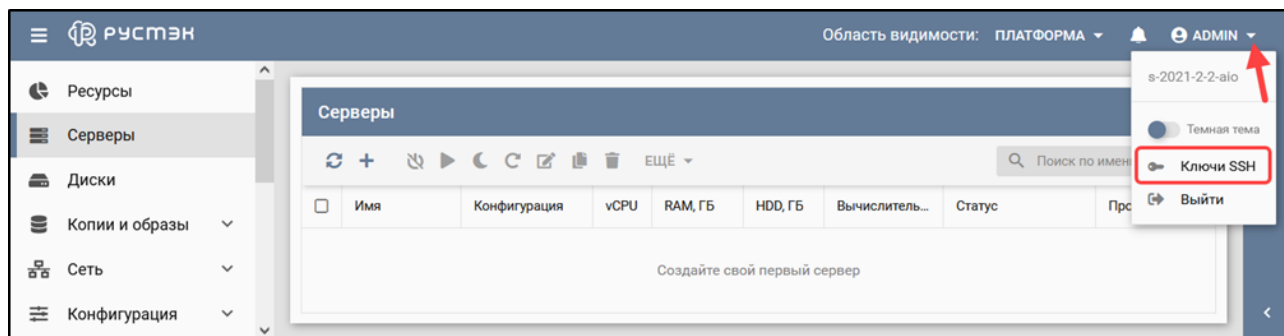 РУСТЭК Область видимости: ПЛАТФОРМА ADMIN
s-2021-2-2-aio
Темная тема
Ключи SSH
Выйти
Ресурсы
Серверы
Диски
Копии и образы
Сеть
Конфигурация
Серверы
ЕЩЁ Поиск по имен
Имя Конфигурация vCPU RAM, ГБ HDD, ГБ Вычислитель... Статус Про
Создайте свой первый сервер